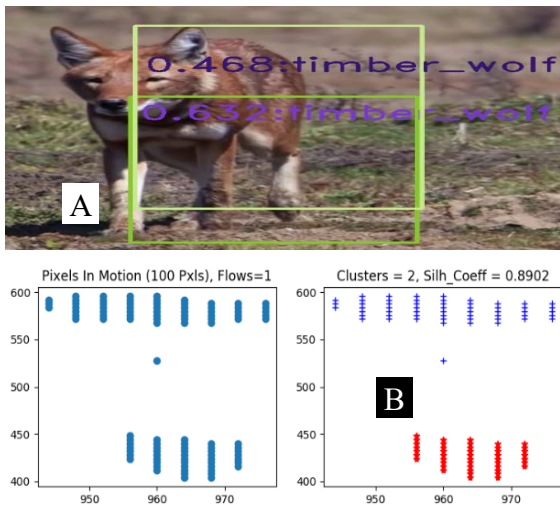 0.468:timber_wolf
0.632:timber_wolf
A
Pixels In Motion (100 Pxls), Flows=1
Clusters = 2, Silh_Coeff = 0.8902
600
550
500
450
400
950
960
970
600
550
500
450
400
950
960
970
B